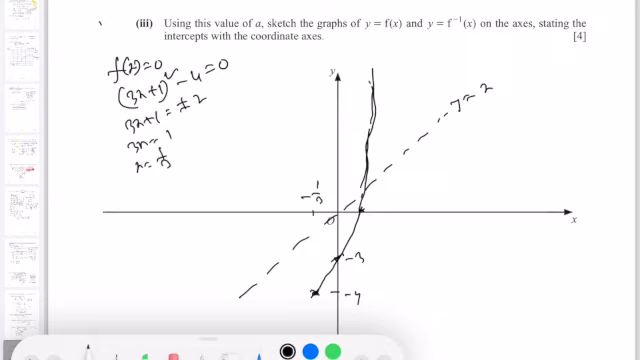 (iii) Using this value of a, sketch the graphs of y = f(x) and y = f⁻¹(x) on the axes, stating the
intercepts with the coordinate axes. [4]
f(x)=0
(3x+1)² - 4 = 0
3x+1 = ±2
3x = 1
x = 1/3
y
y = x
-1/3
O
x
-3
-4